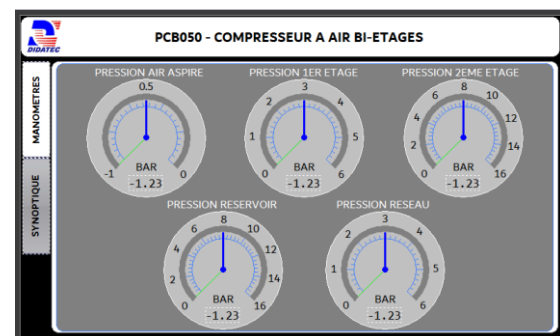 DIDATEC
PCB050 - COMPRESSEUR A AIR BI-ETAGES
MANOMETRES
SYNOPTIQUE
PRESSION AIR ASPIRE
0.5
-1 0
BAR
-1.23
PRESSION 1ER ETAGE
0 1 2 3 4 5 6
BAR
-1.23
PRESSION 2EME ETAGE
0 2 4 6 8 10 12 14 16
BAR
-1.23
PRESSION RESERVOIR
0 2 4 6 8 10 12 14 16
BAR
-1.23
PRESSION RESEAU
0 1 2 3 4 5 6
BAR
-1.23